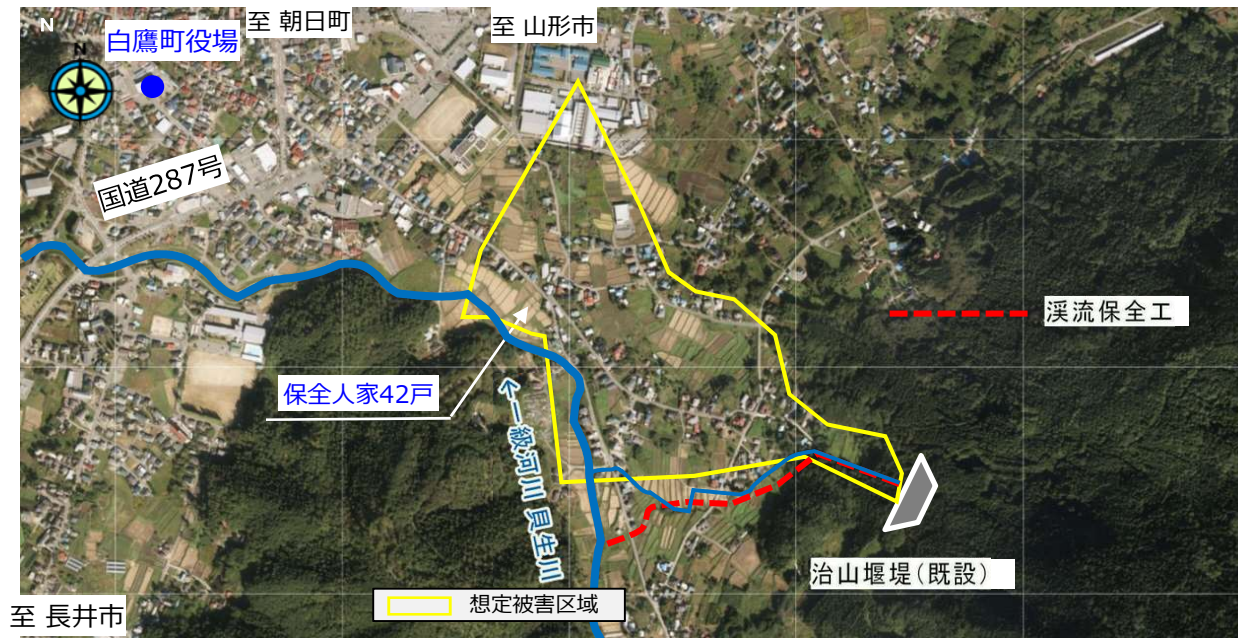 N
至 朝日町
至 山形市
白鷹町役場
N
国道287号
渓流保全工
保全人家42戸
←一級河川 貝生川
治山堰堤(既設)
想定被害区域
至 長井市